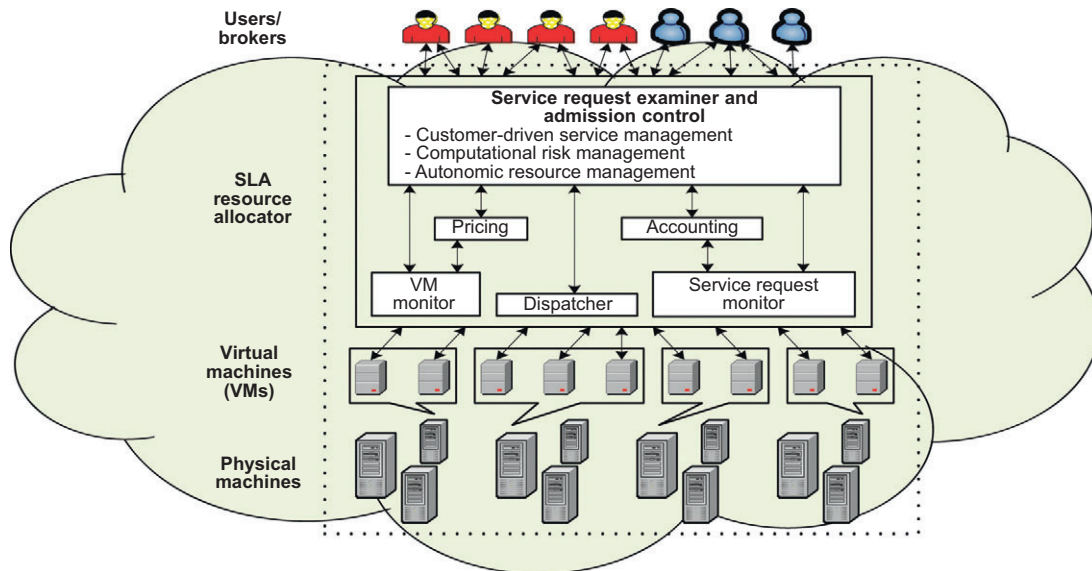 Users/
brokers
Service request examiner and
admission control
- Customer-driven service management
- Computational risk management
- Autonomic resource management
SLA
resource
allocator
Pricing
Accounting
VM
monitor
Dispatcher
Service request
monitor
Virtual
machines
(VMs)
Physical
machines